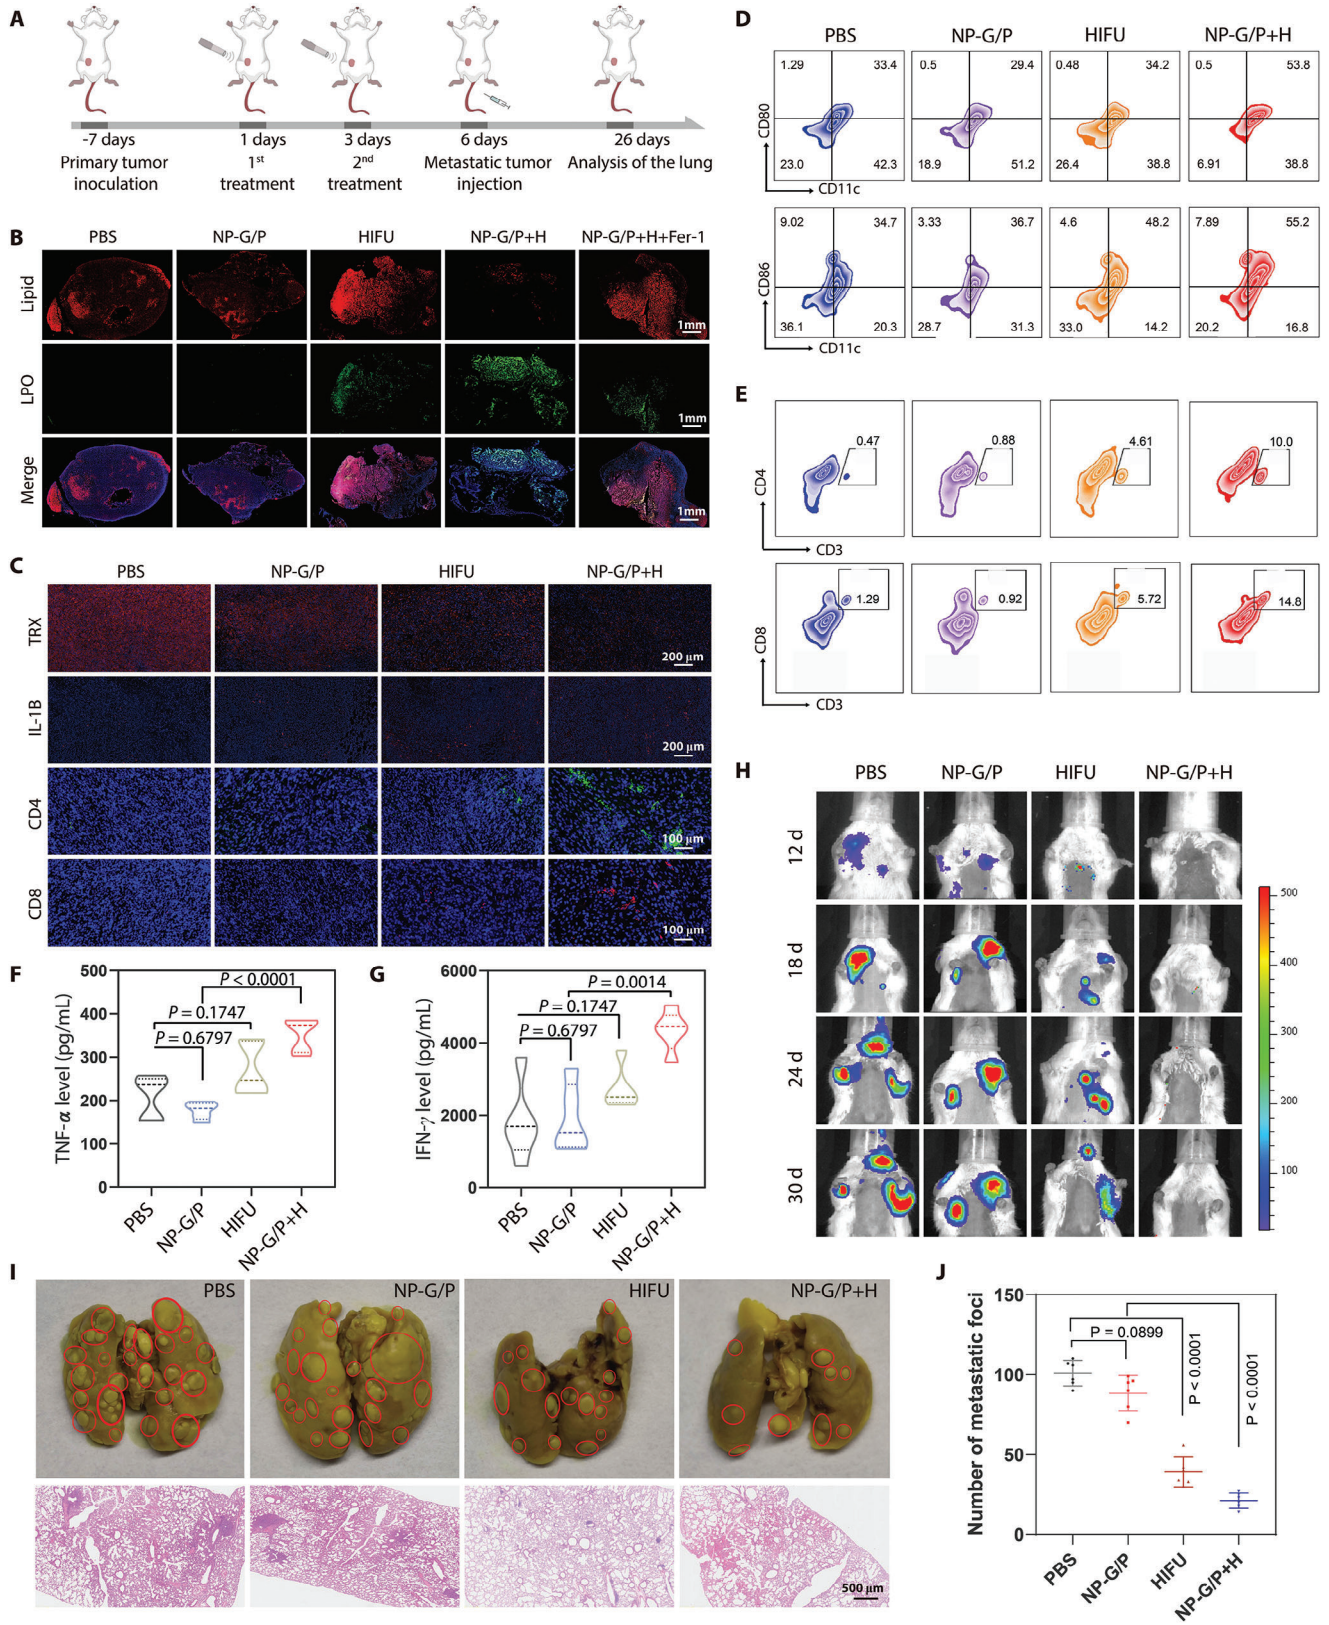 A
-7 days
1 days
3 days
6 days
26 days
Primary tumor
inoculation
1st
treatment
2nd
treatment
Metastatic tumor
injection
Analysis of the lung
B
PBS
NP-G/P
HIFU
NP-G/P+H
NP-G/P+H+Fer-1
Lipid
1mm
LPO
1mm
Merge
1mm
C
PBS
NP-G/P
HIFU
NP-G/P+H
TRX
200 μm
IL-1B
200 μm
CD4
100 μm
CD8
100 μm
D
PBS
NP-G/P
HIFU
NP-G/P+H
1.29
33.4
0.5
29.4
0.48
34.2
0.5
53.8
CD80
23.0
42.3
18.9
51.2
26.4
38.8
6.91
38.8
CD11c
9.02
34.7
3.33
36.7
4.6
48.2
7.89
55.2
CD86
36.1
20.3
28.7
31.3
33.0
14.2
20.2
16.8
CD11c
E
0.47
0.88
4.61
10.0
CD4
CD3
1.29
0.92
5.72
14.8
CD8
CD3
F
500
400
300
200
100
0
TNF-α level (pg/mL)
P < 0.0001
P = 0.1747
P = 0.6797
PBS
NP-G/P
HIFU
NP-G/P+H
G
6000
4000
2000
0
IFN-γ level (pg/mL)
P = 0.0014
P = 0.1747
P = 0.6797
PBS
NP-G/P
HIFU
NP-G/P+H
H
PBS
NP-G/P
HIFU
NP-G/P+H
12 d
18 d
24 d
30 d
500
400
300
200
100
I
PBS
NP-G/P
HIFU
NP-G/P+H
500 μm
J
150
100
50
0
Number of metastatic foci
P = 0.0899
P < 0.0001
P < 0.0001
PBS
NP-G/P
HIFU
NP-G/P+H